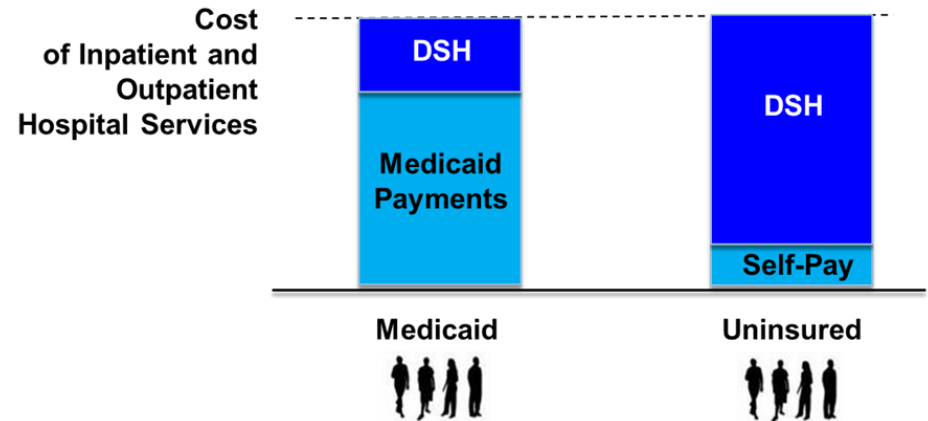 Cost
of Inpatient and
Outpatient
Hospital Services
DSH
Medicaid
Payments
DSH
Self-Pay
Medicaid
Uninsured